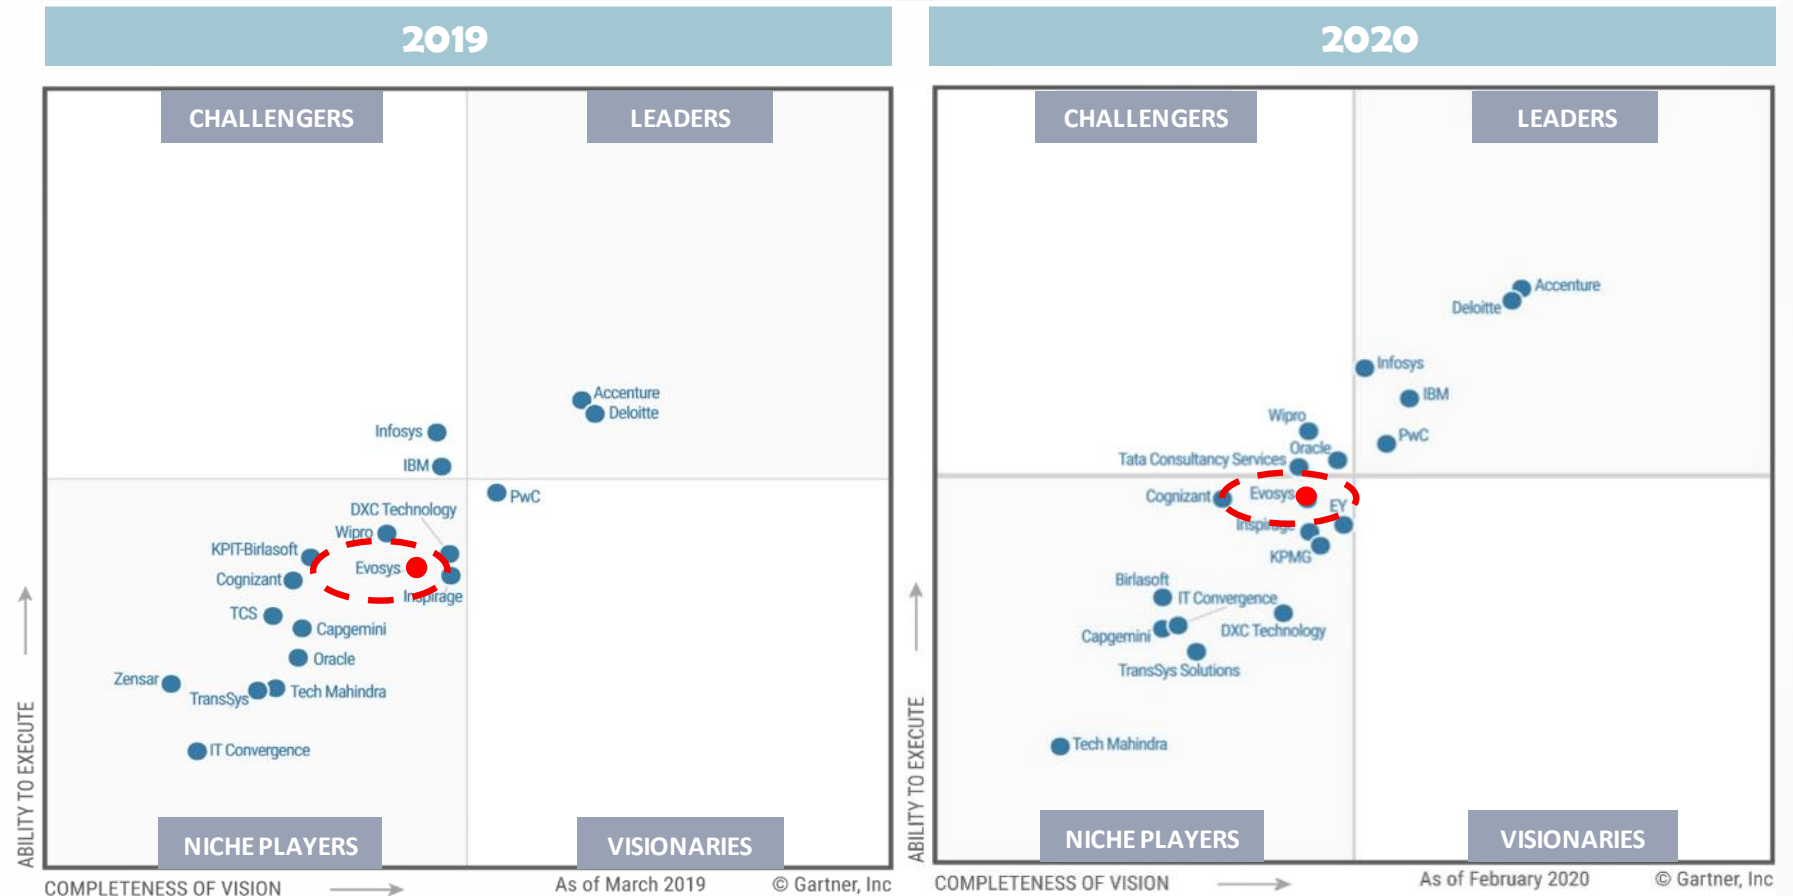 2019
CHALLENGERS
LEADERS
Accenture
Deloitte
Infosys
IBM
PwC
DXC Technology
Wipro
KPIT-Birlasoft
Evosys
Cognizant
Inspirage
TCS
Capgemini
Oracle
Zensar
TransSys
Tech Mahindra
IT Convergence
NICHE PLAYERS
VISIONARIES
ABILITY TO EXECUTE
COMPLETENESS OF VISION
As of March 2019
© Gartner, Inc
2020
CHALLENGERS
LEADERS
Accenture
Deloitte
Infosys
IBM
Wipro
PwC
Oracle
Tata Consultancy Services
Cognizant
Evosys
EY
Inspirage
KPMG
Birlasoft
IT Convergence
Capgemini
DXC Technology
TransSys Solutions
Tech Mahindra
NICHE PLAYERS
VISIONARIES
ABILITY TO EXECUTE
COMPLETENESS OF VISION
As of February 2020
© Gartner, Inc